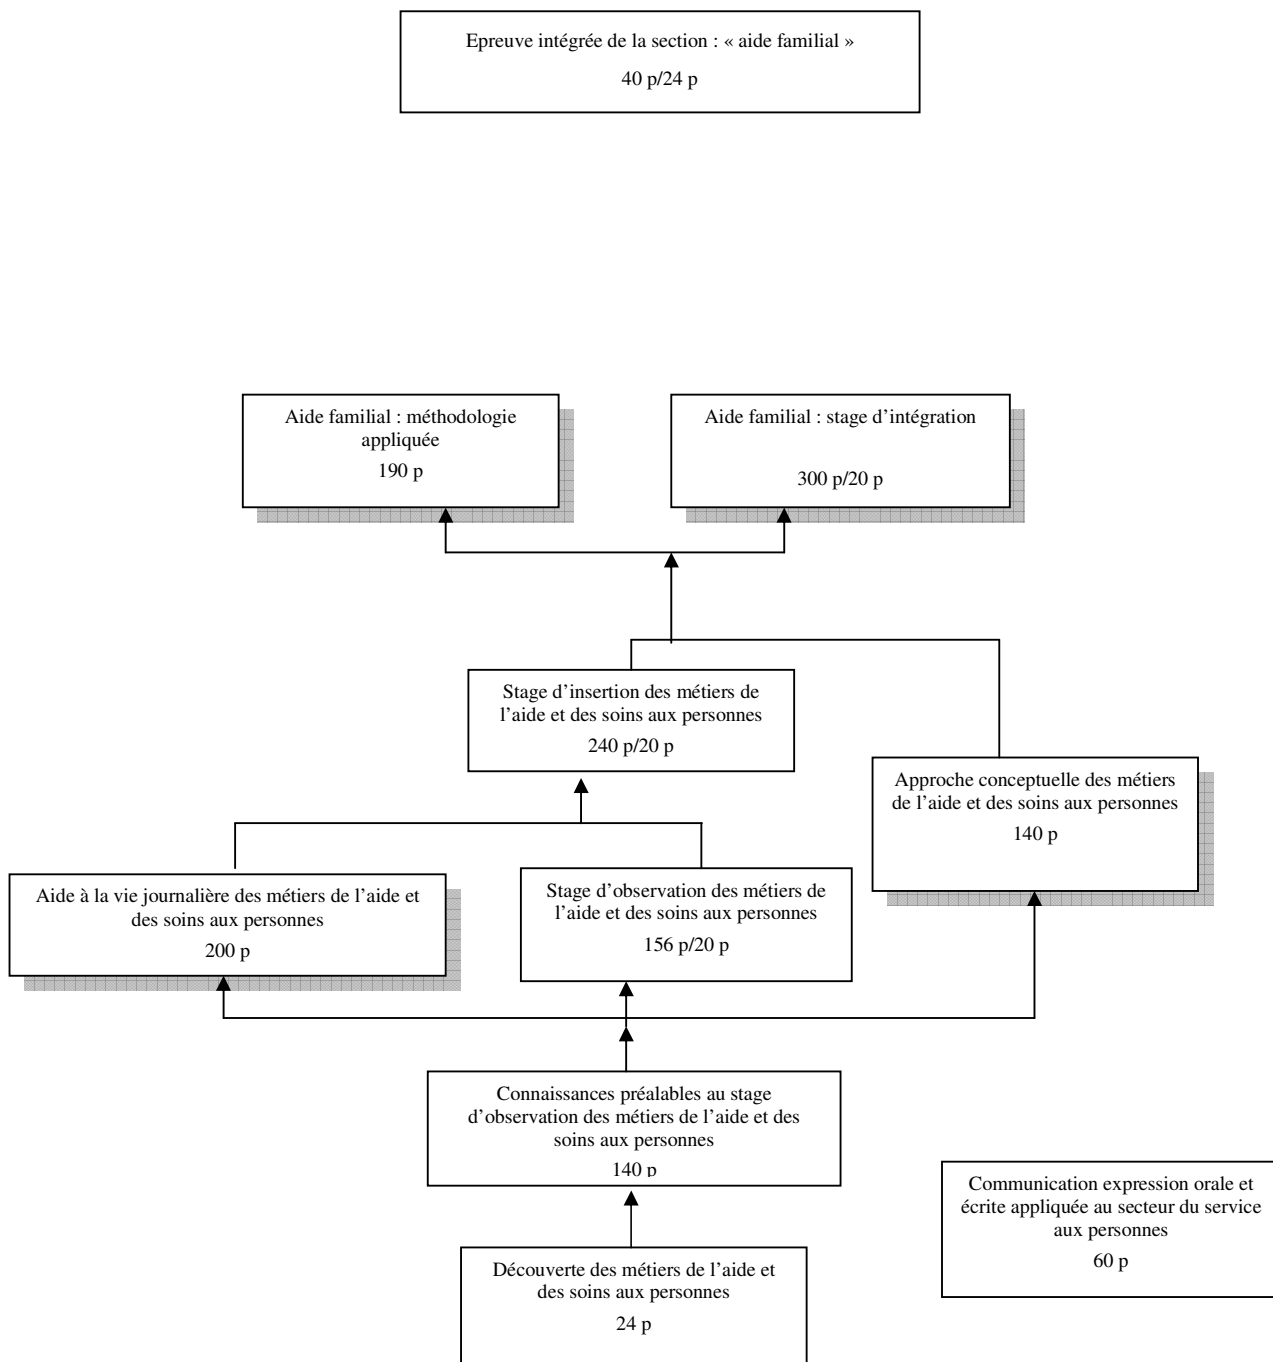 Epreuve intégrée de la section : « aide familial »
40 p/24 p
Aide familial : méthodologie
appliquée
190 p
Aide familial : stage d’intégration
300 p/20 p
Stage d’insertion des métiers de
l’aide et des soins aux personnes
240 p/20 p
Approche conceptuelle des métiers
de l’aide et des soins aux personnes
140 p
Aide à la vie journalière des métiers de l’aide et
des soins aux personnes
200 p
Stage d’observation des métiers de
l’aide et des soins aux personnes
156 p/20 p
Connaissances préalables au stage
d’observation des métiers de l’aide et des
soins aux personnes
140 p
Communication expression orale et
écrite appliquée au secteur du service
aux personnes
60 p
Découverte des métiers de l’aide et
des soins aux personnes
24 p